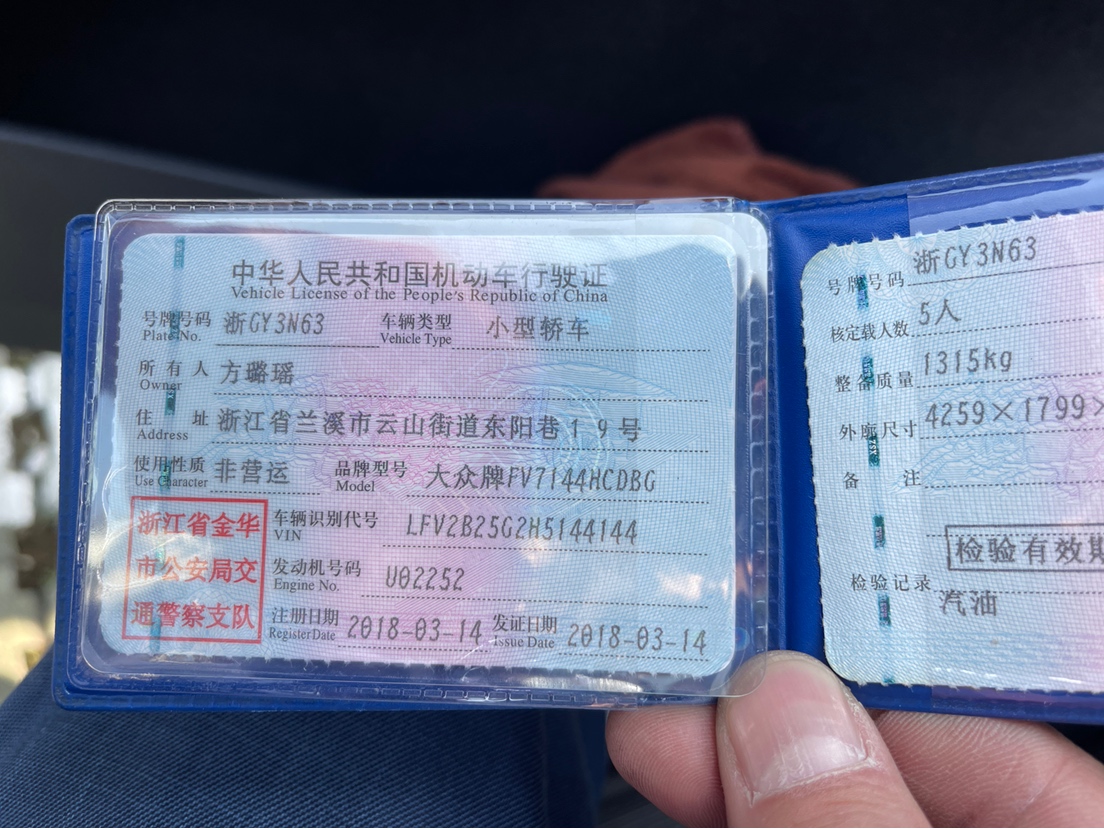 中华人民共和国机动车行驶证
Vehicle License of the People's Republic of China
号牌号码 浙GY3N63 车辆类型 小型轿车
Plate No. Vehicle Type
所有人 方璐瑶
Owner
住址 浙江省兰溪市云山街道东阳巷19号
Address
使用性质 非营运 品牌型号 大众牌FV7144HCDBG
Use Character Model
浙江省金华
市公安局交
通警察支队
车辆识别代号 LFV2B25G2H5144144
VIN
发动机号码 U02252
Engine No.
注册日期 2018-03-14 发证日期 2018-03-14
Register Date Issue Date
号牌号码 浙GY3N63
核定载人数 5人
整备质量 1315kg
外廓尺寸 4259×1799×
备注
检验有效期
检验记录
汽油